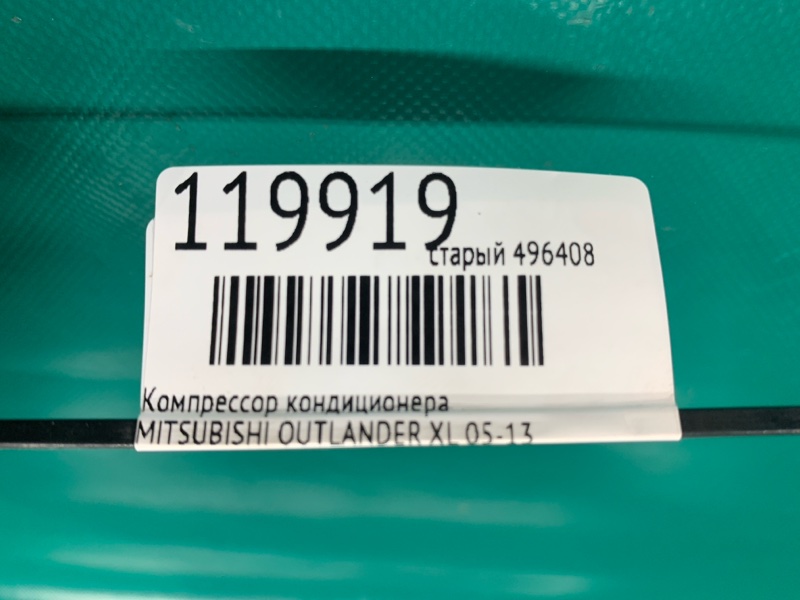 119919
старый 496408
Компрессор кондиционера
MITSUBISHI OUTLANDER XL 05-13